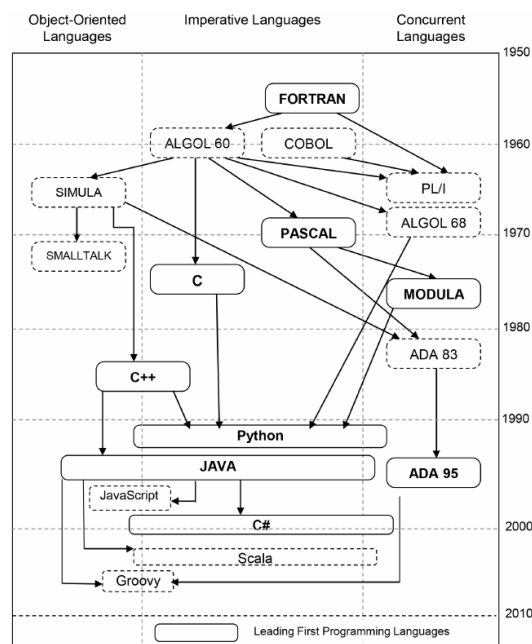 Object-Oriented
Languages
Imperative Languages
Concurrent
Languages
1950
FORTRAN
ALGOL 60
COBOL
1960
SIMULA
PL/I
ALGOL 68
PASCAL
1970
SMALLTALK
C
MODULA
1980
ADA 83
C++
1990
Python
JAVA
ADA 95
JavaScript
C#
2000
Scala
Groovy
2010
Leading First Programming Languages